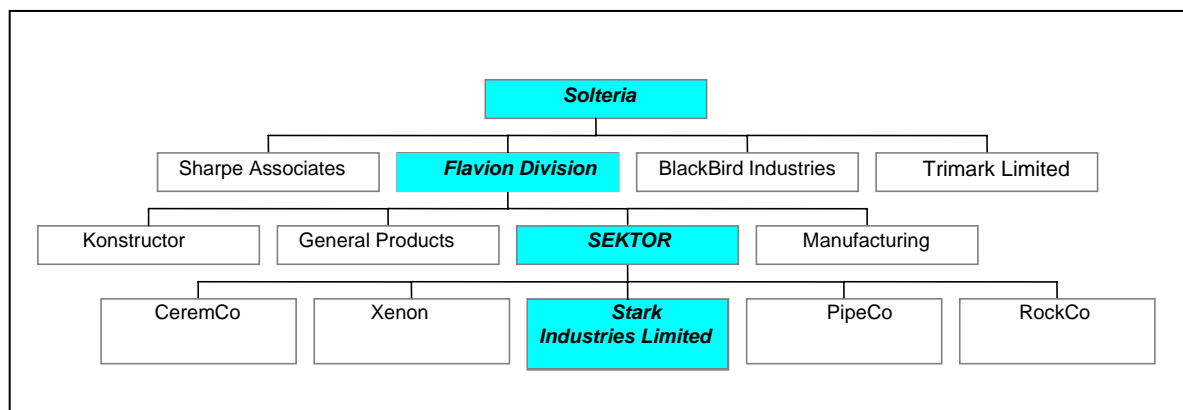 Solteria
Sharpe Associates
Flavion Division
BlackBird Industries
Trimark Limited
Konstructor
General Products
SEKTOR
Manufacturing
CeremCo
Xenon
Stark
Industries Limited
PipeCo
RockCo